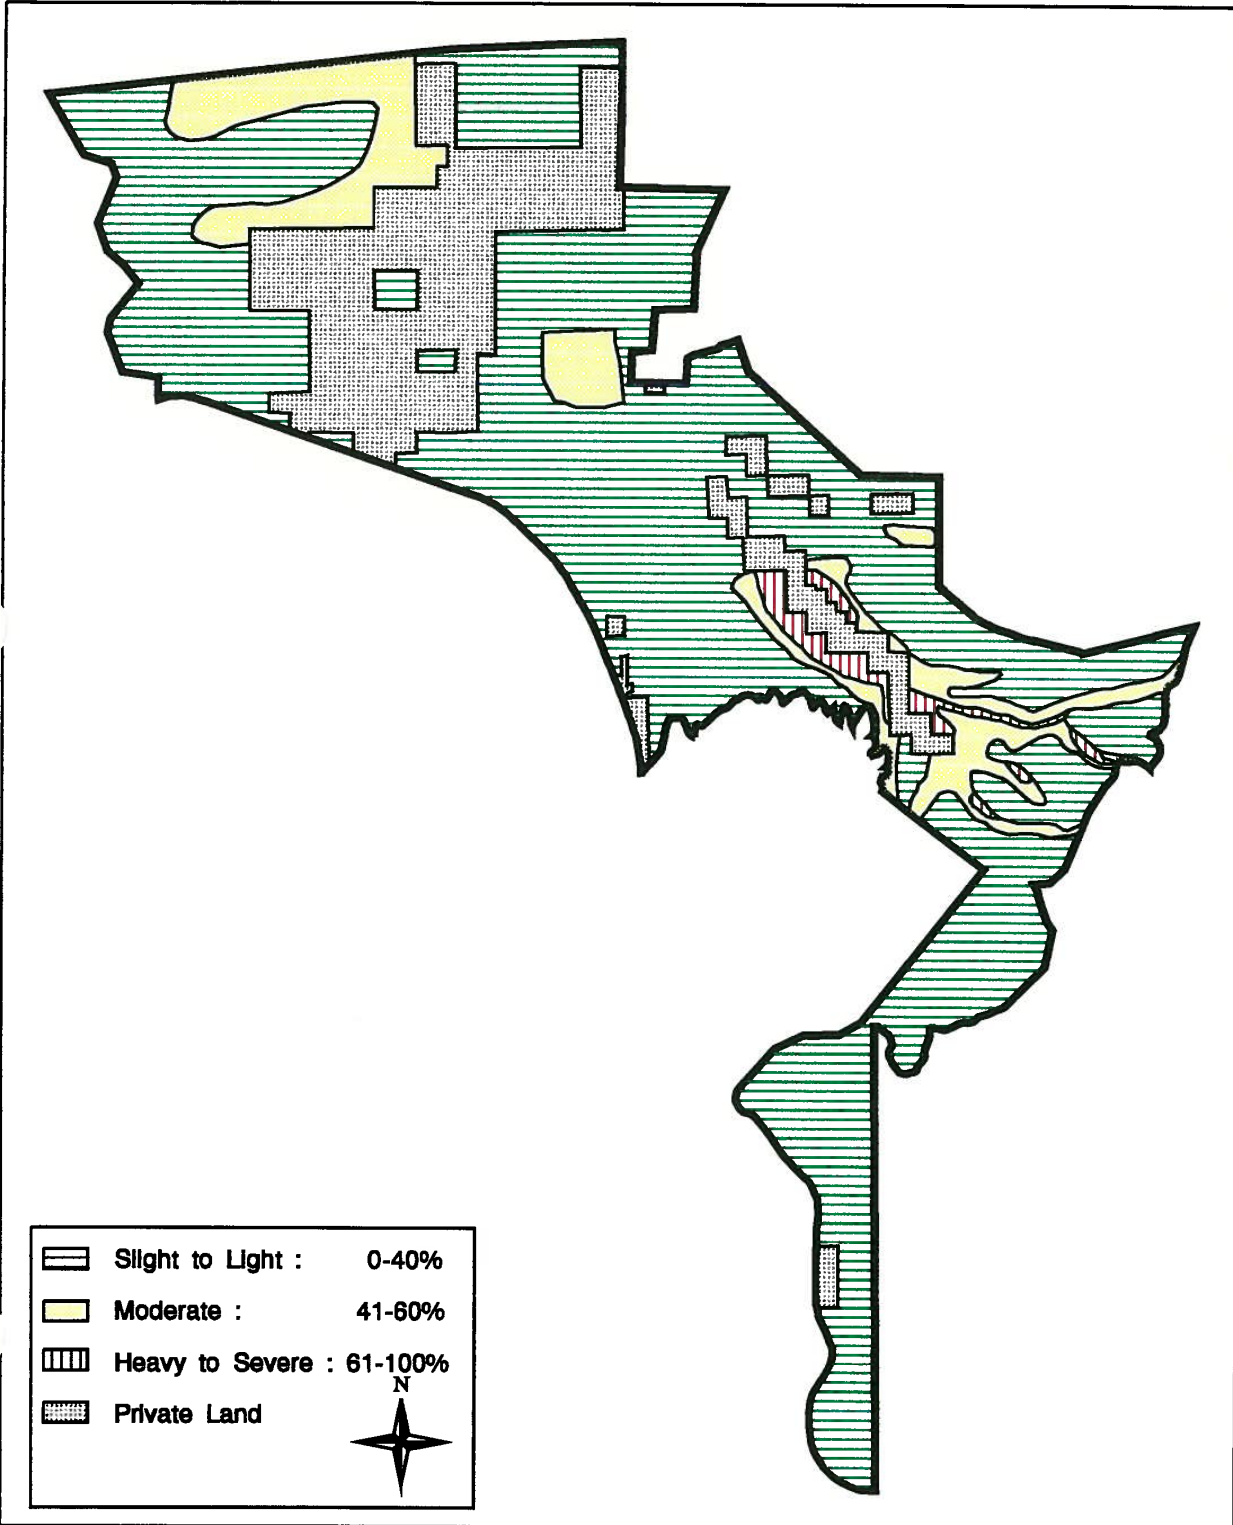 Slight to Light : 0-40%
Moderate : 41-60%
Heavy to Severe : 61-100%
N
Private Land